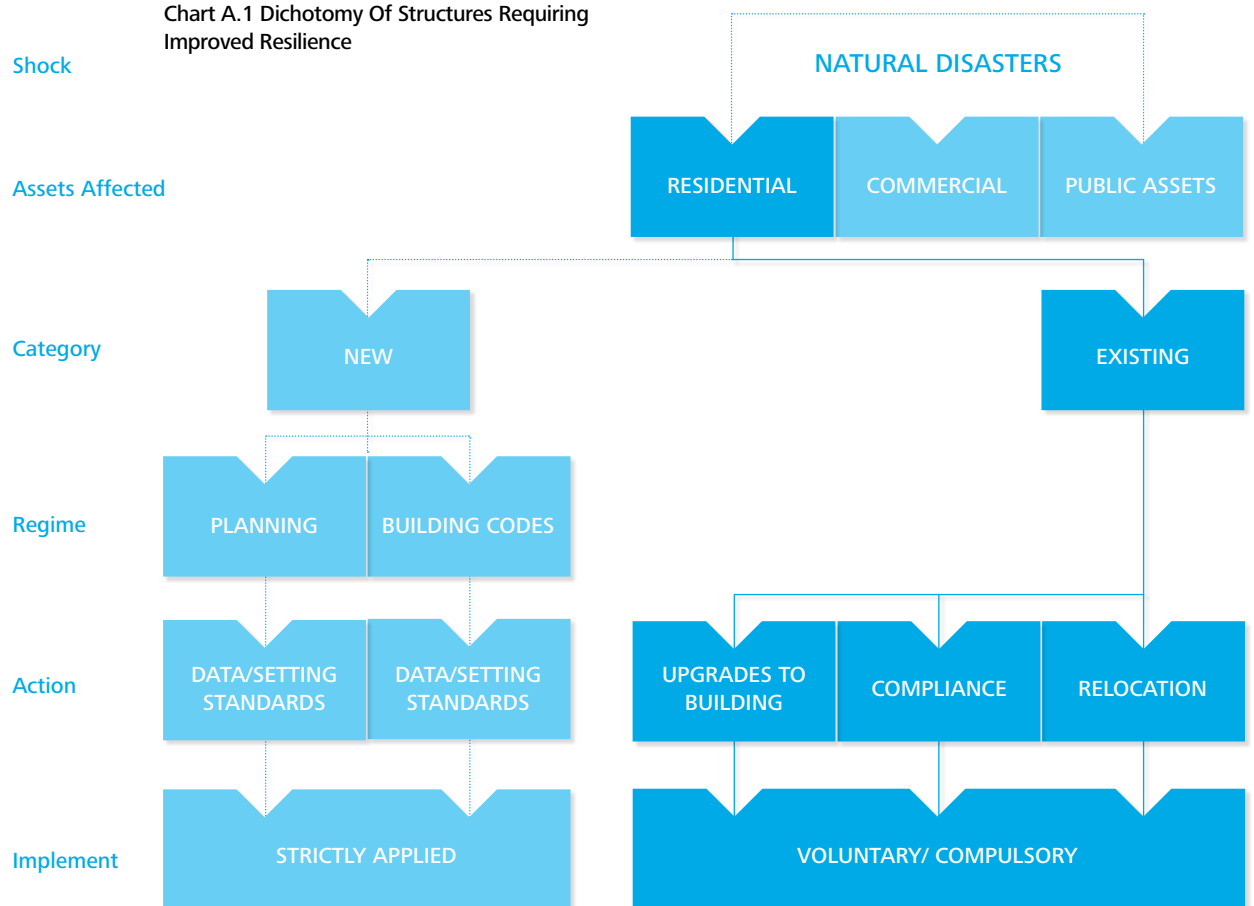 Chart A.1 Dichotomy Of Structures Requiring
Improved Resilience
Shock
NATURAL DISASTERS
Assets Affected
RESIDENTIAL
COMMERCIAL
PUBLIC ASSETS
Category
NEW
EXISTING
Regime
PLANNING
BUILDING CODES
Action
DATA/SETTING
STANDARDS
DATA/SETTING
STANDARDS
UPGRADES TO
BUILDING
COMPLIANCE
RELOCATION
Implement
STRICTLY APPLIED
VOLUNTARY/ COMPULSORY